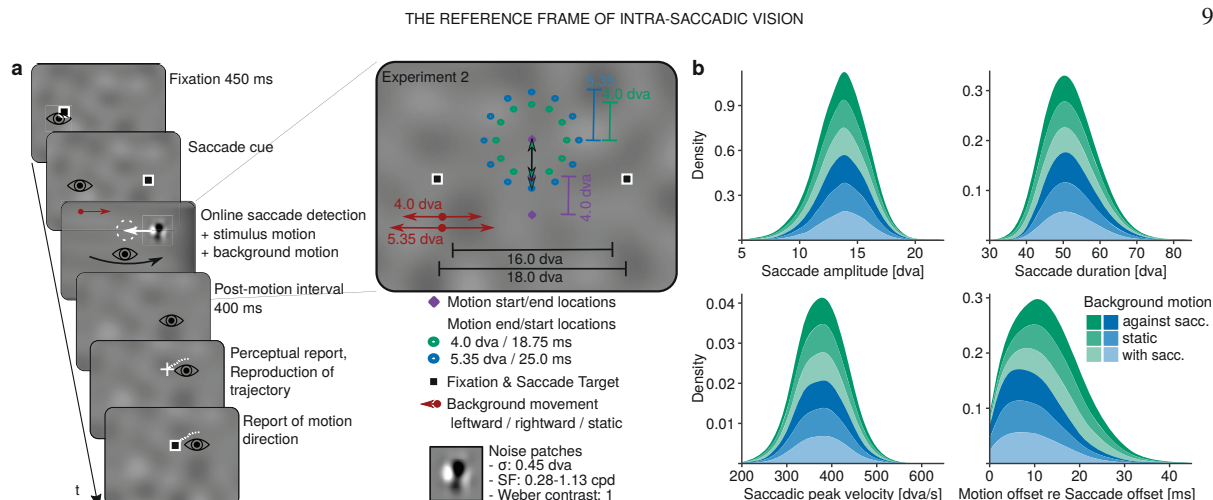 THE REFERENCE FRAME OF INTRA-SACCADIC VISION
9
a
Fixation 450 ms
Saccade cue
Online saccade detection
+ stimulus motion
+ background motion
Post-motion interval
400 ms
Perceptual report,
Reproduction of
trajectory
Report of motion
direction
t
Experiment 2
5.35
4.0 dva
4.0 dva
4.0 dva
5.35 dva
16.0 dva
18.0 dva
Motion start/end locations
Motion end/start locations
4.0 dva / 18.75 ms
5.35 dva / 25.0 ms
Fixation & Saccade Target
Background movement
leftward / rightward / static
Noise patches
- σ: 0.45 dva
- SF: 0.28-1.13 cpd
- Weber contrast: 1
b
Density
0.9
0.6
0.3
5 10 15 20
Saccade amplitude [dva]
0.3
0.2
0.1
30 40 50 60 70 80
Saccade duration [dva]
Density
0.04
0.03
0.02
0.01
200 300 400 500 600
Saccadic peak velocity [dva/s]
0.3
0.2
0.1
0 10 20 30 40
Motion offset re Saccade offset [ms]
Background motion
against sacc.
static
with sacc.